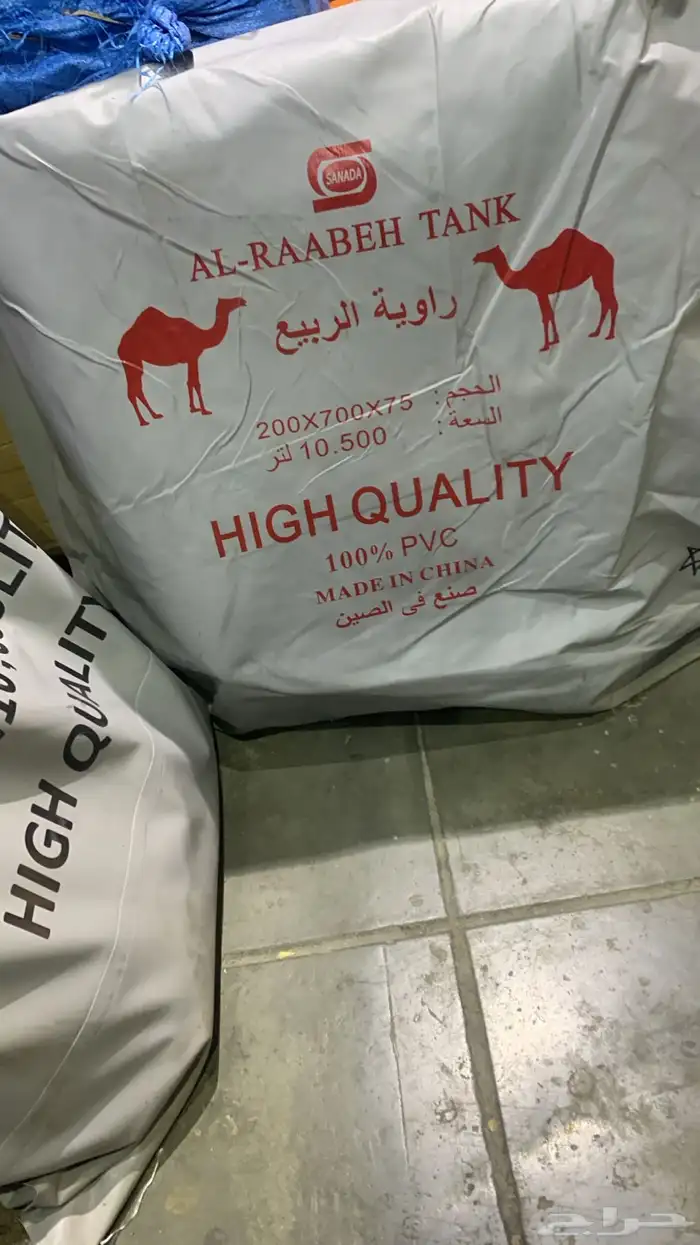 SANADA
AL-RAABEH TANK
راوية الربيع
الحجم : 200X700X75
السعة : 10.500 لتر
HIGH QUALITY
100% PVC
MADE IN CHINA
صنع في الصين
HIGH QUALITY
حراج